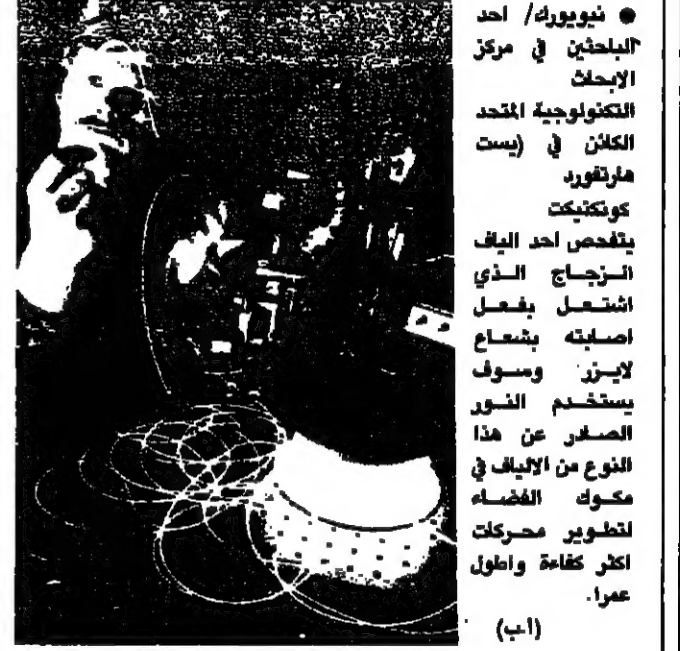 ● نيويورك/ احد
الباحثين في مركز
الابحاث
التكنولوجية المتحد
الكائن في (يست
هارتفورد
كونكتيكت
يتفحص احد الياف
الزجاج الذي
اشتعل بفعل
اصابته بشعاع
لايزر وسوف
يستخدم النور
الصادر عن هذا
النوع من الالياف في
مكوك الفضاء
لتطوير محركات
اكثر كفاءة واطول
عمرا.
(أ.ب)